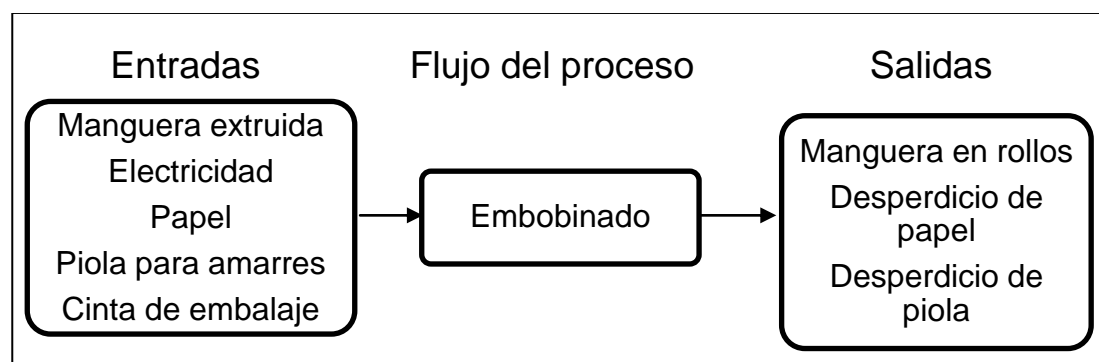 Entradas
Flujo del proceso
Salidas
Manguera extruida
Electricidad
Papel
Piola para amarres
Cinta de embalaje
Embobinado
Manguera en rollos
Desperdicio de
papel
Desperdicio de
piola